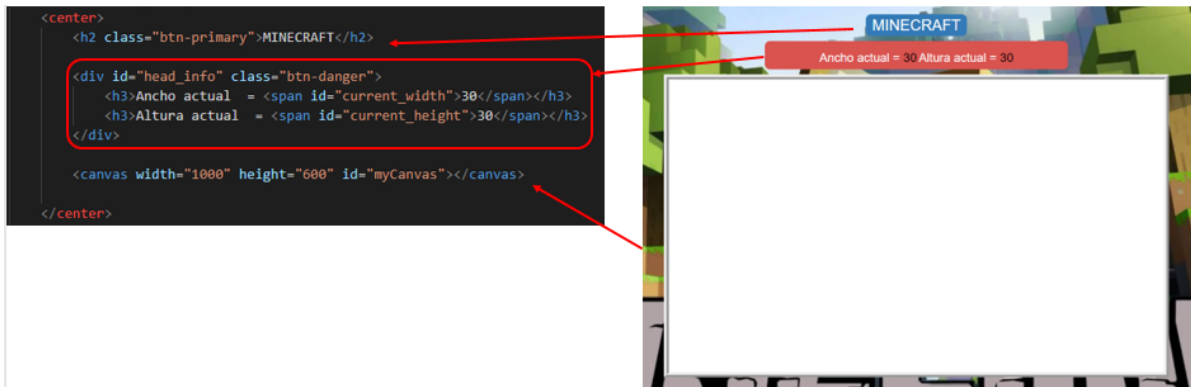 <center>
<h2 class="btn-primary">MINECRAFT</h2>
<div id="head_info" class="btn-danger">
<h3>Ancho actual  = <span id="current_width">30</span></h3>
<h3>Altura actual  = <span id="current_height">30</span></h3>
</div>
<canvas width="1000" height="600" id="myCanvas"></canvas>
</center>
MINECRAFT
Ancho actual = 30 Altura actual = 30